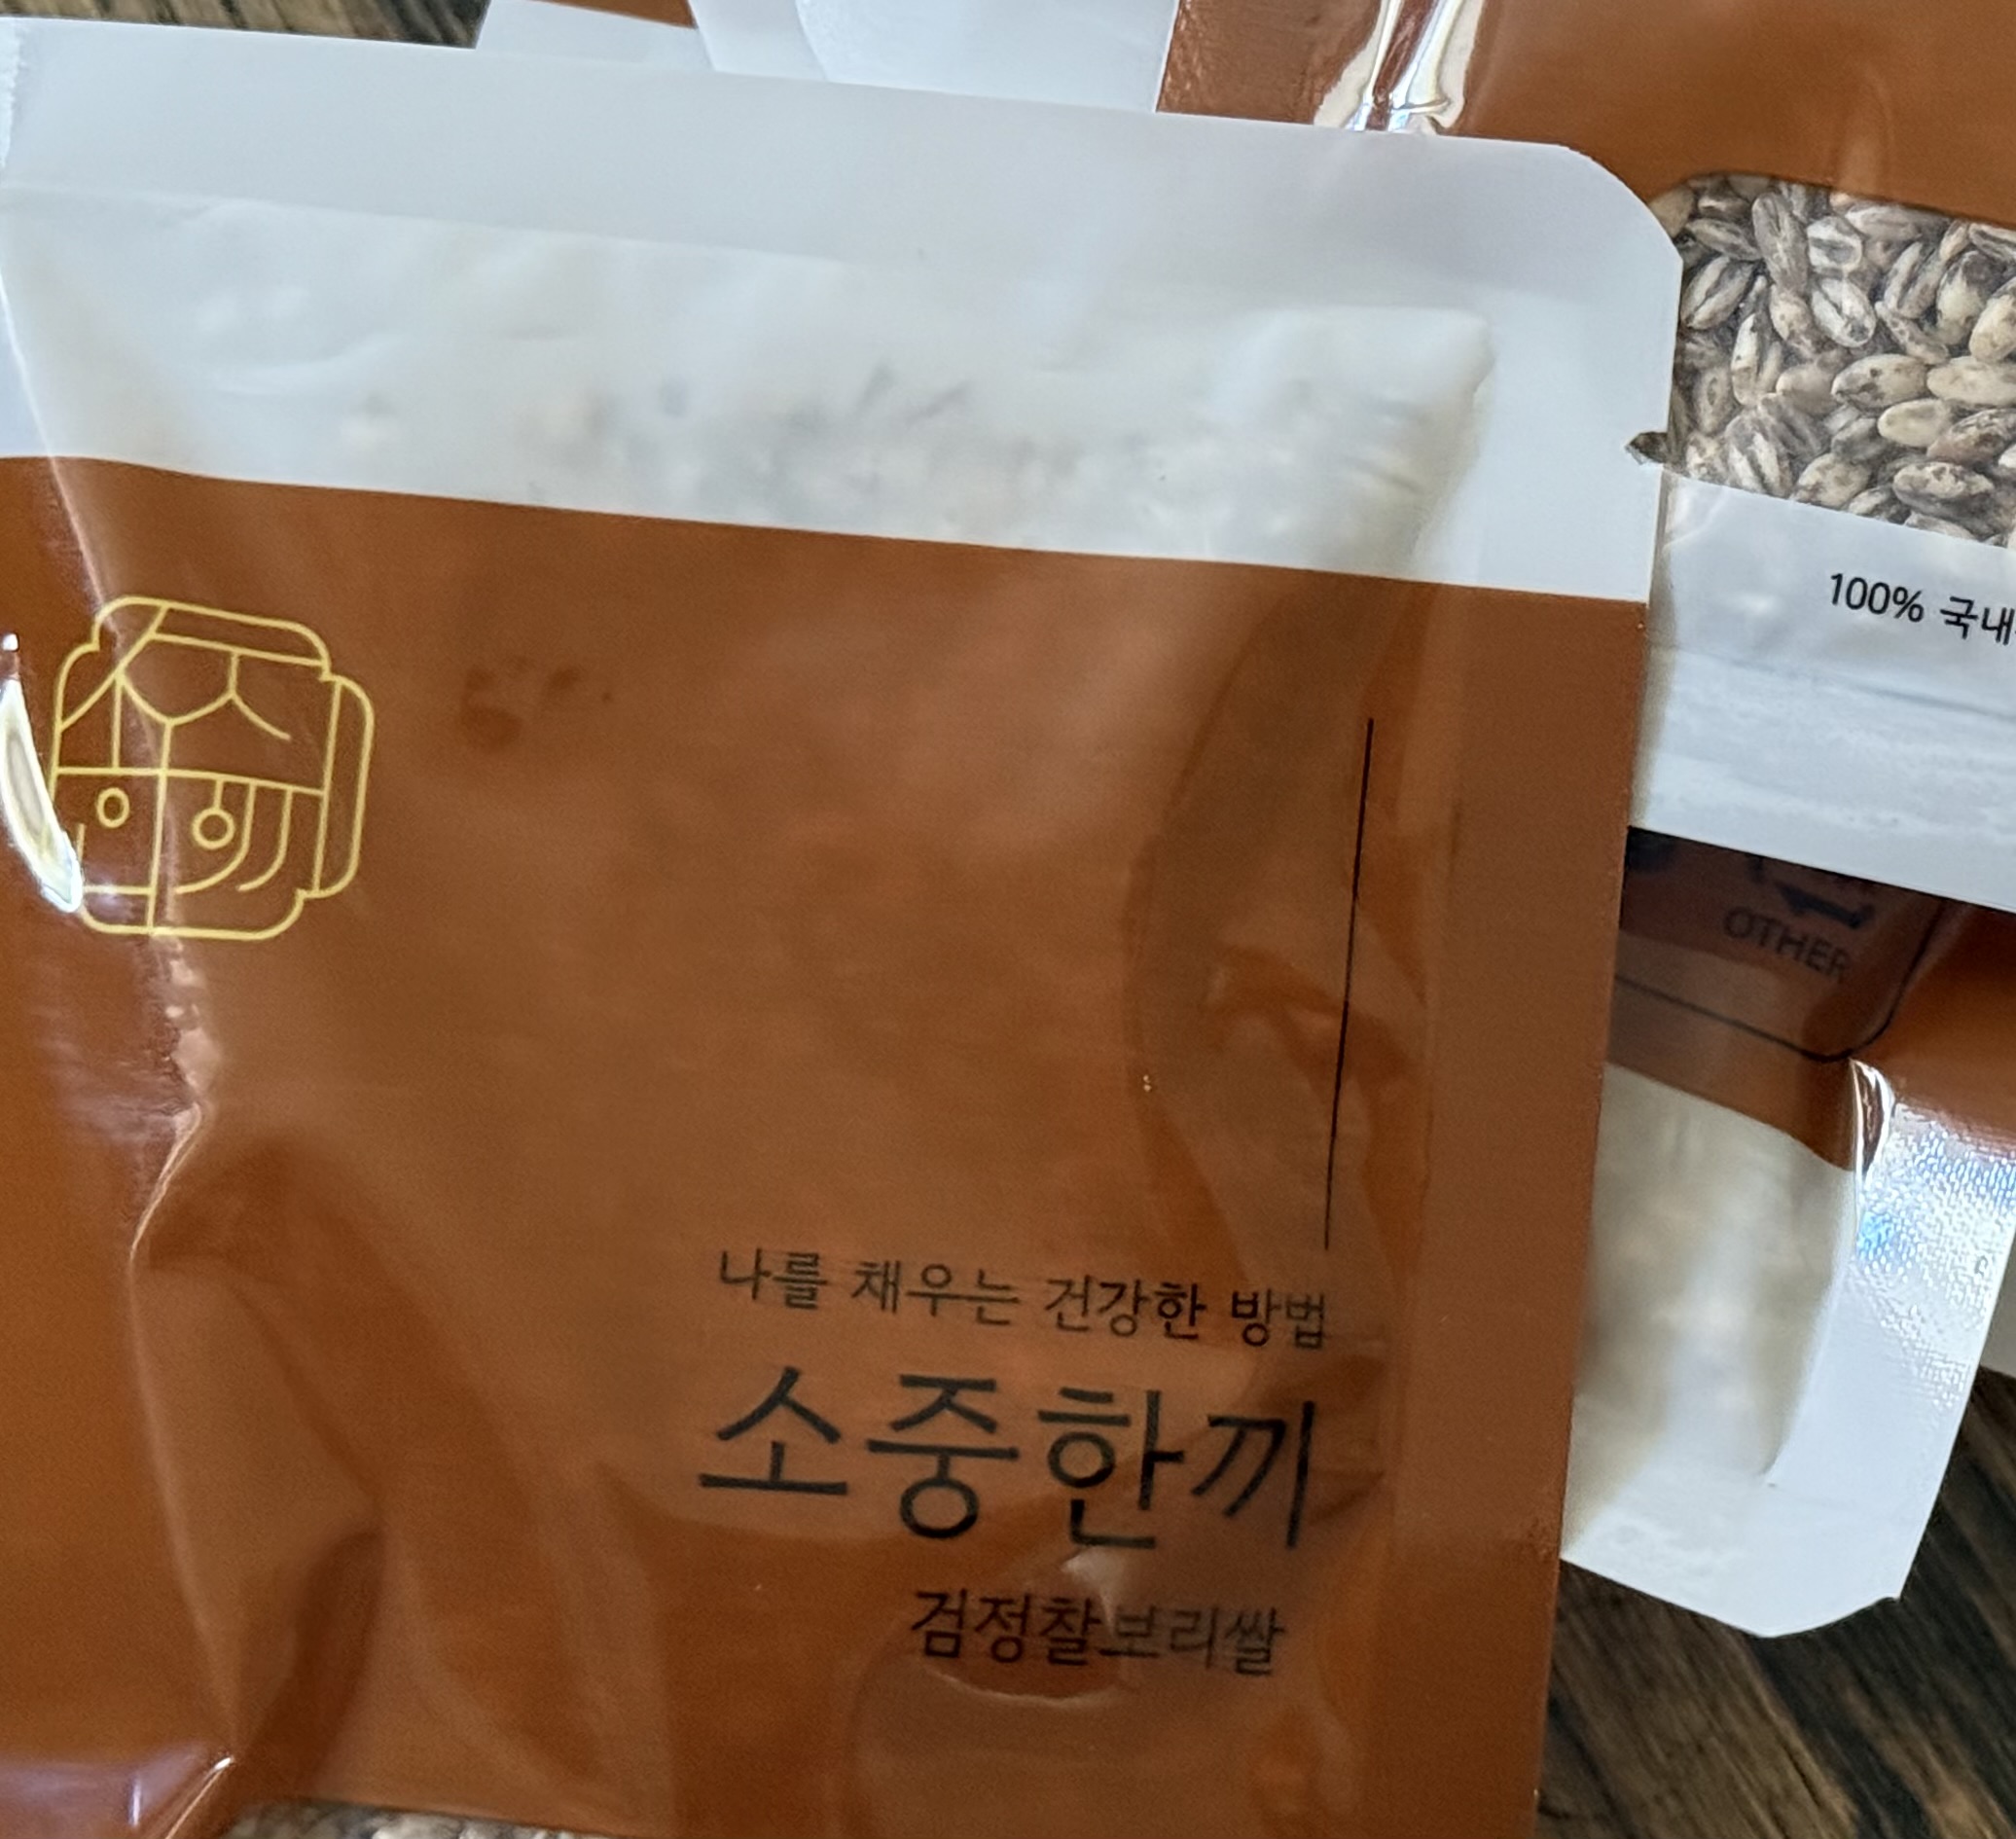 100% 국내
OTHER
나를 채우는 건강한 방법
소중한끼
검정찰보리쌀